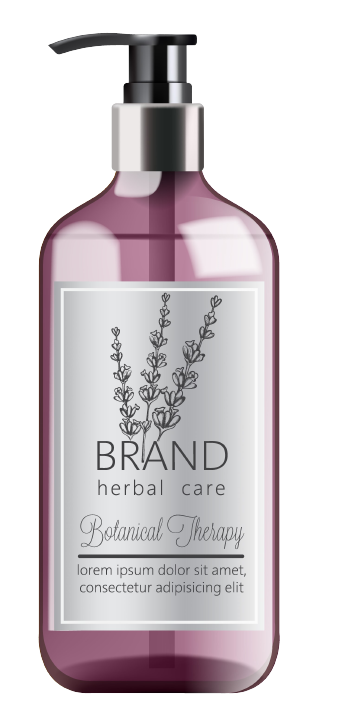 BRAND
herbal care
Botanical Therapy
lorem ipsum dolor sit amet,
consectetur adipisicing elit